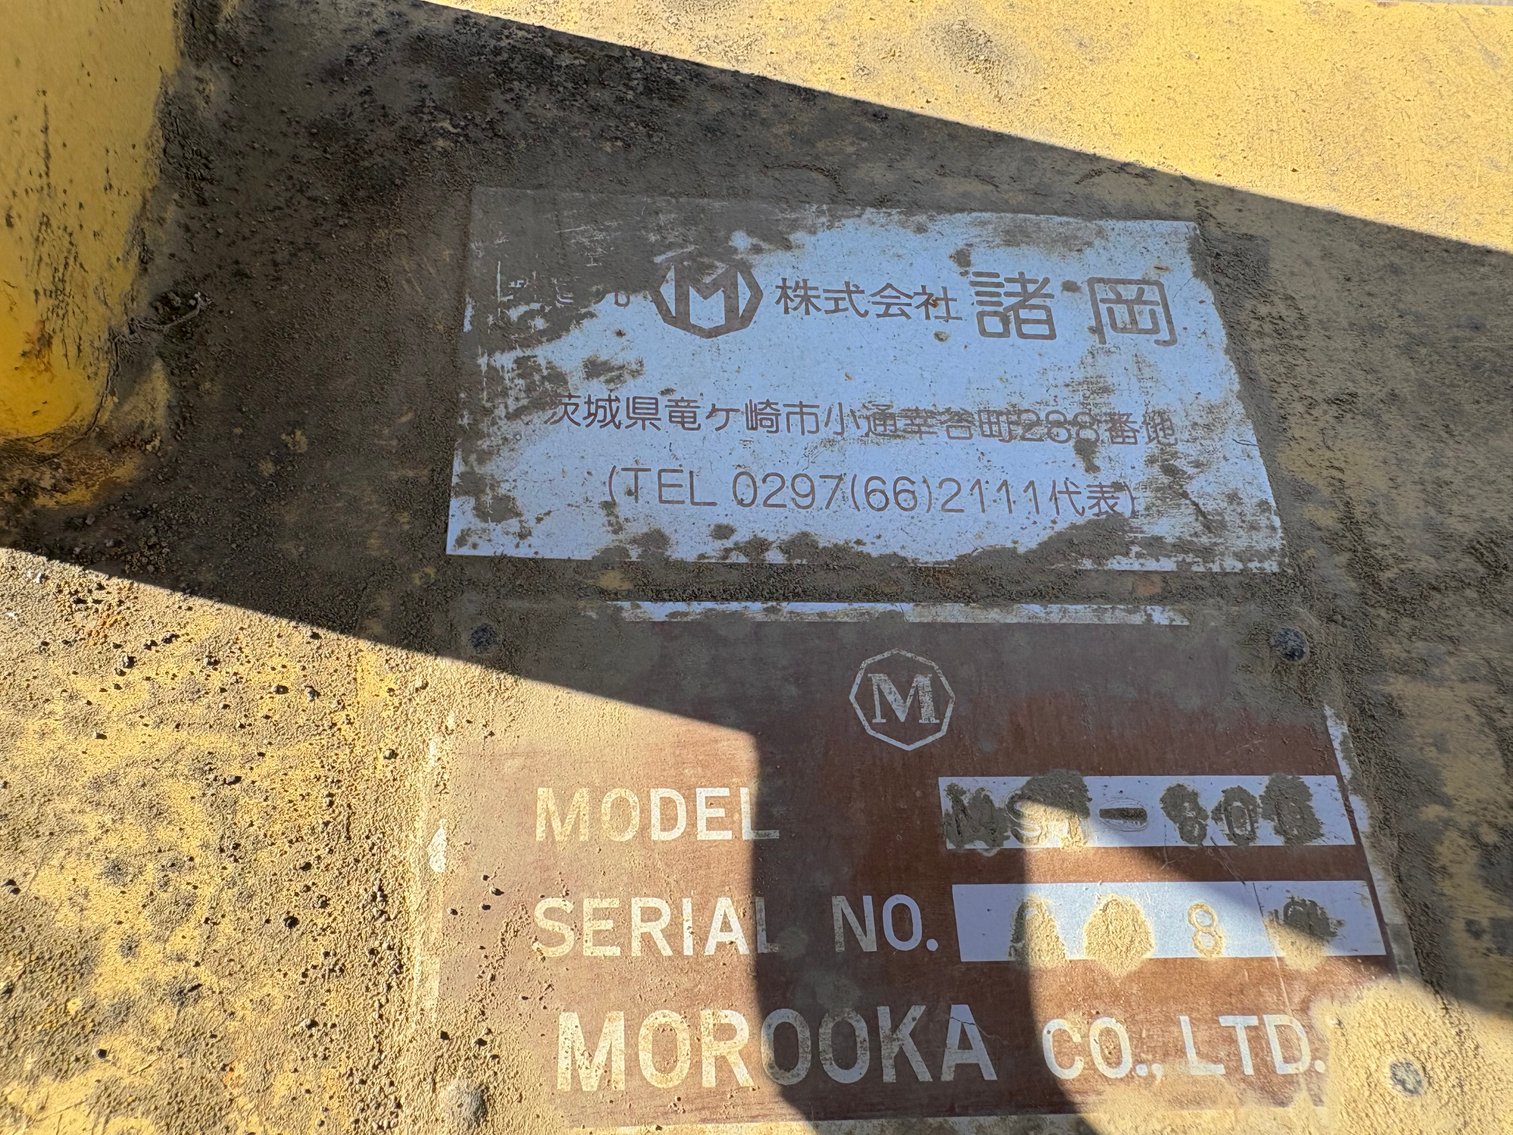 M 株式会社 諸岡
茨城県竜ケ崎市小通幸谷町288番地
(TEL 0297(66)2111代表)
M
MODEL
SERIAL NO. 8
MOROOKA CO., LTD.